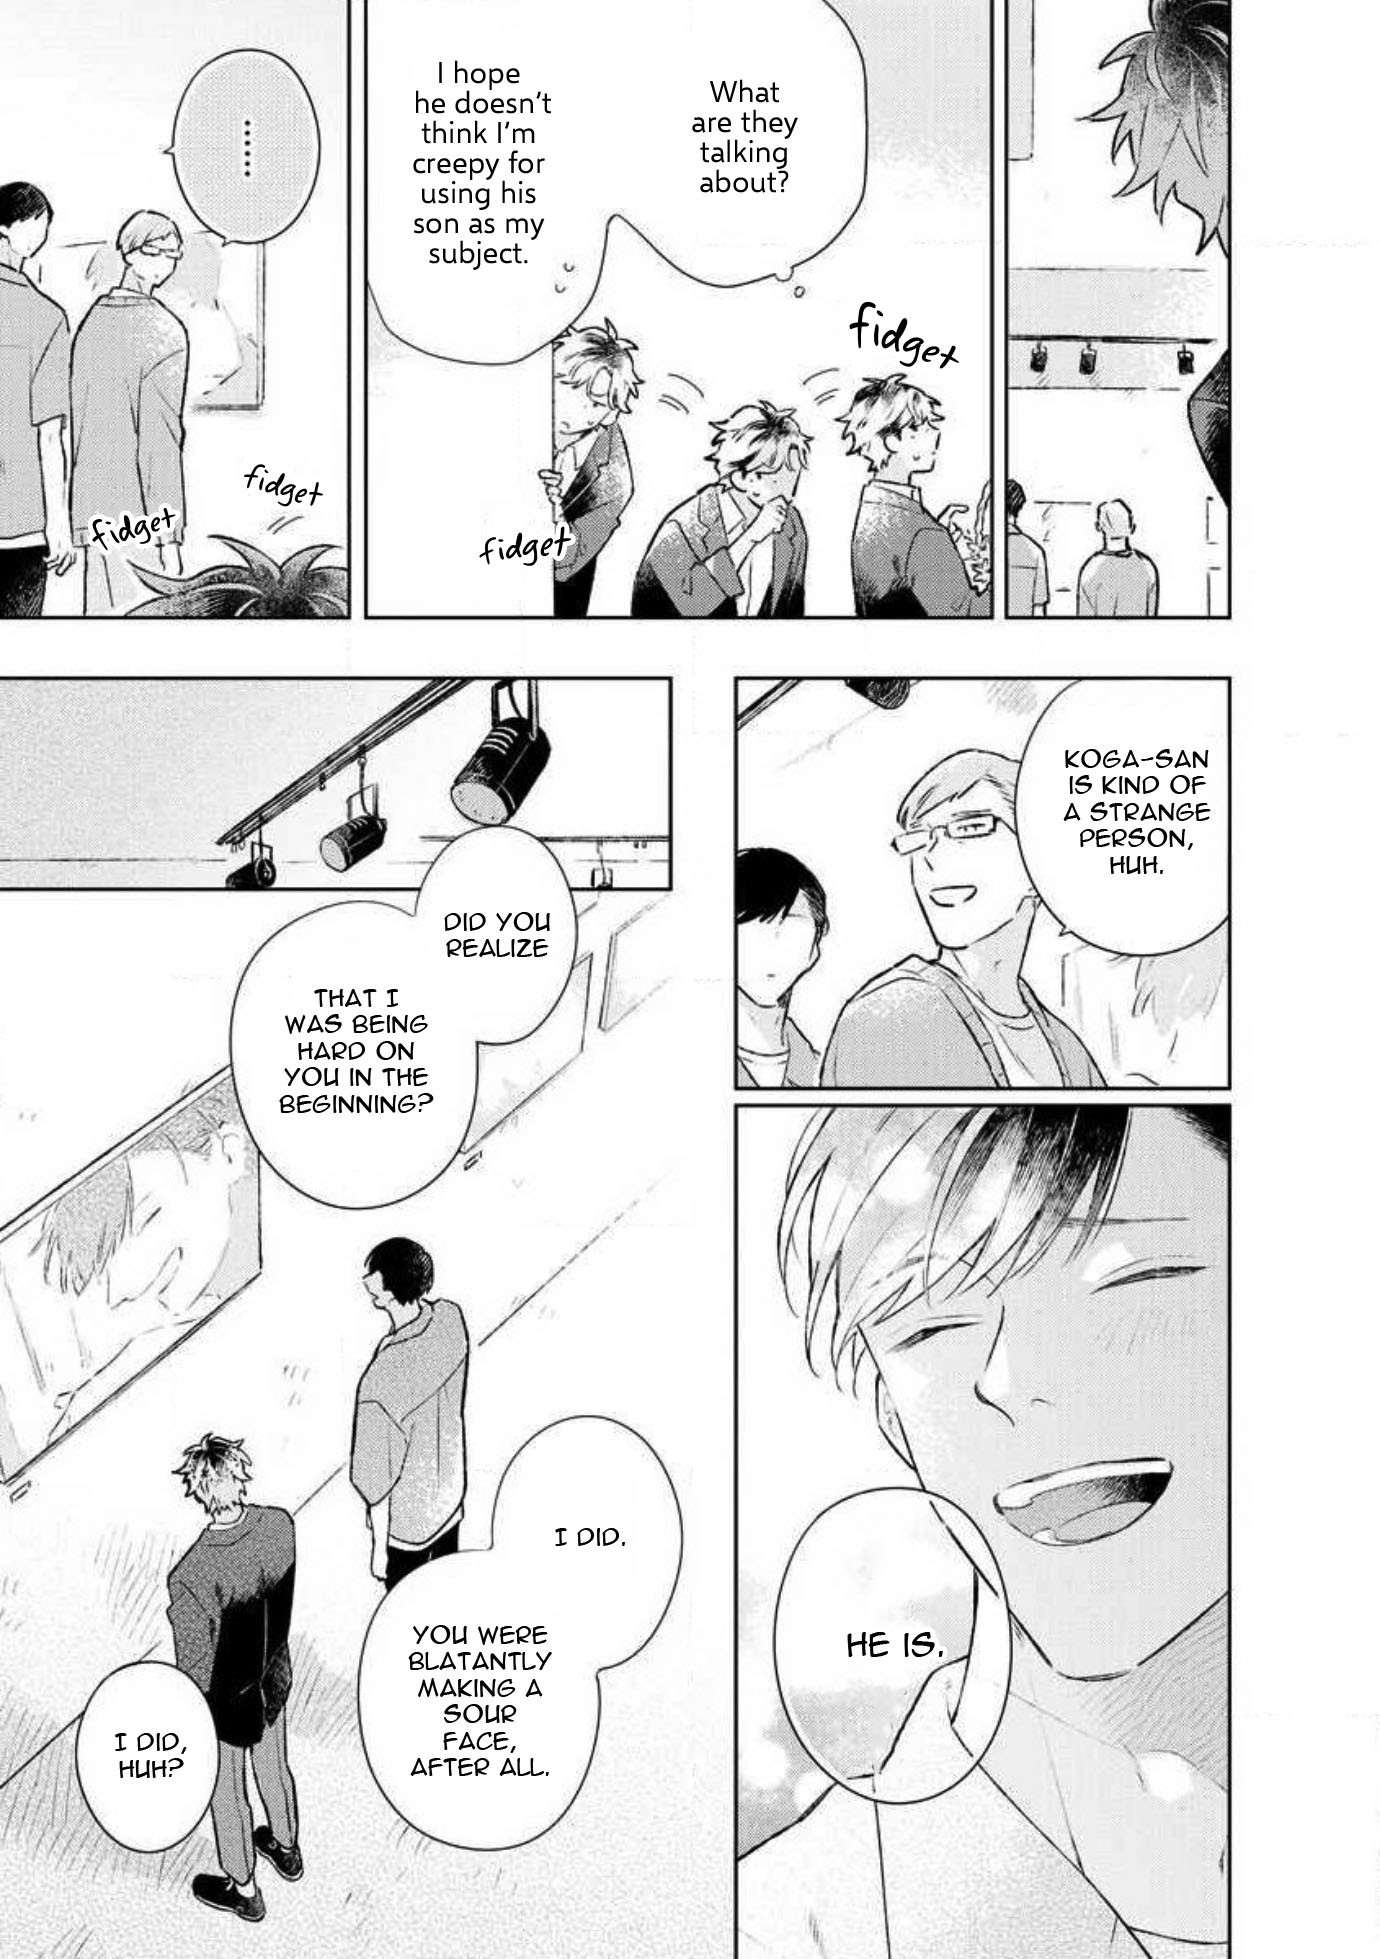 What
are they
talking
about?
I hope
he doesn't
think I'm
creepy for
using his
son as my
subject.
fidget
fidget
........
fidget
fidget
KOGA-SAN
IS KIND OF
A STRANGE
PERSON,
HUH.
HE IS.
DID YOU
REALIZE
THAT I
WAS BEING
HARD ON
YOU IN THE
BEGINNING?
I DID.
YOU WERE
BLATANTLY
MAKING A
SOUR
FACE,
AFTER ALL.
I DID,
HUH?